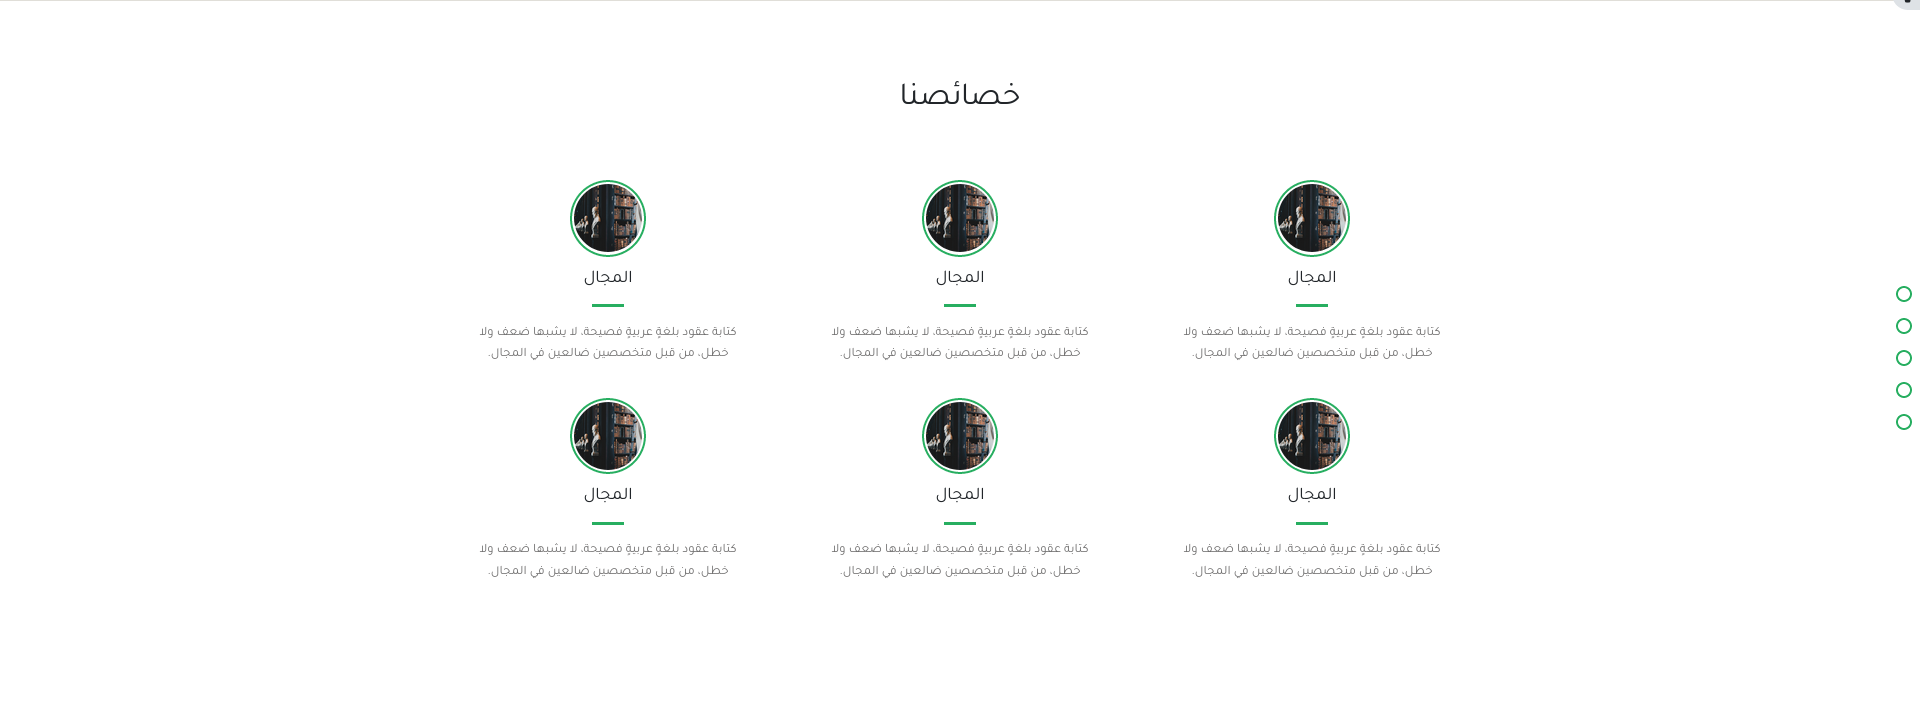 خصائصنا
المجال
كتابة عقود بلغةٍ عربيةٍ فصيحة، لا يشبها ضعف ولا
خطل، من قبل متخصصين ضالعين في المجال.
المجال
كتابة عقود بلغةٍ عربيةٍ فصيحة، لا يشبها ضعف ولا
خطل، من قبل متخصصين ضالعين في المجال.
المجال
كتابة عقود بلغةٍ عربيةٍ فصيحة، لا يشبها ضعف ولا
خطل، من قبل متخصصين ضالعين في المجال.
المجال
كتابة عقود بلغةٍ عربيةٍ فصيحة، لا يشبها ضعف ولا
خطل، من قبل متخصصين ضالعين في المجال.
المجال
كتابة عقود بلغةٍ عربيةٍ فصيحة، لا يشبها ضعف ولا
خطل، من قبل متخصصين ضالعين في المجال.
المجال
كتابة عقود بلغةٍ عربيةٍ فصيحة، لا يشبها ضعف ولا
خطل، من قبل متخصصين ضالعين في المجال.